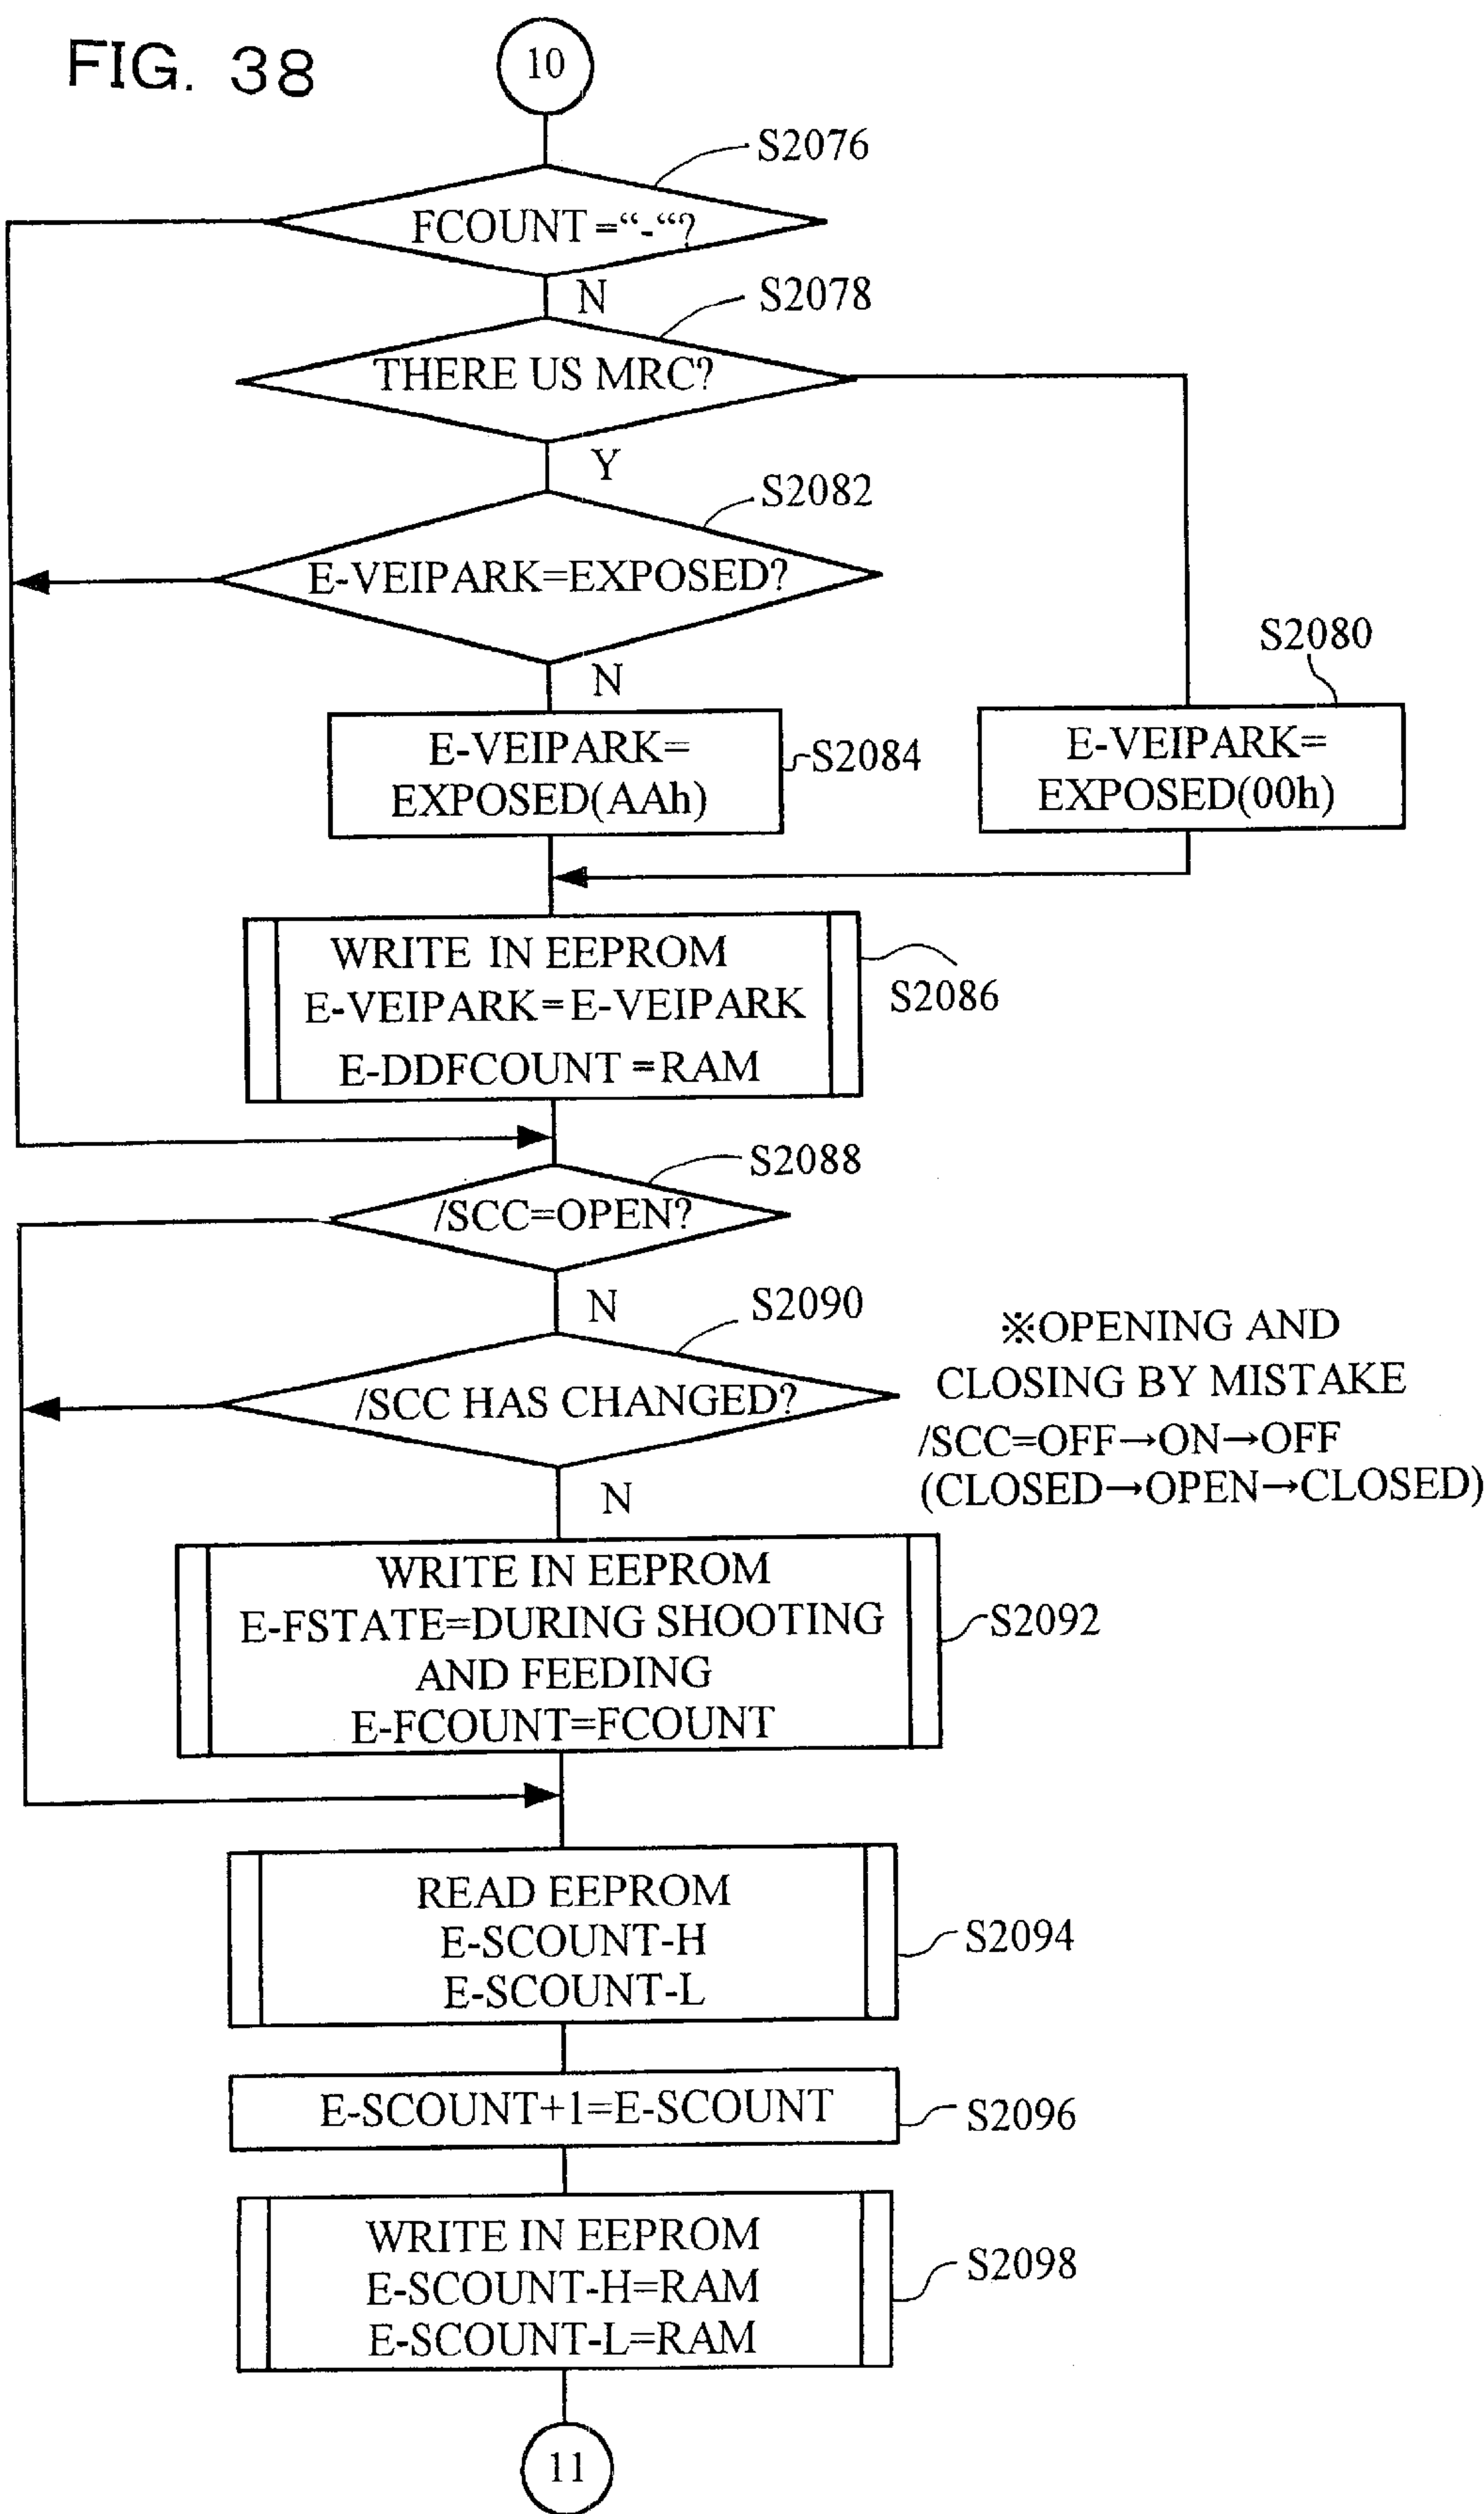 FIG. 38
10
S2076
FCOUNT =“-“?
N
S2078
THERE US MRC?
Y
S2082
E-VEIPARK=EXPOSED?
N
S2080
E-VEIPARK=
EXPOSED(AAh)
S2084
E-VEIPARK=
EXPOSED(00h)
WRITE IN EEPROM
E-VEIPARK=E-VEIPARK
E-DDFCOUNT =RAM
S2086
S2088
/SCC=OPEN?
N
S2090
/SCC HAS CHANGED?
※OPENING AND
CLOSING BY MISTAKE
/SCC=OFF→ON→OFF
(CLOSED→OPEN→CLOSED)
N
WRITE IN EEPROM
E-FSTATE=DURING SHOOTING
AND FEEDING
E-FCOUNT=FCOUNT
S2092
READ EEPROM
E-SCOUNT-H
E-SCOUNT-L
S2094
E-SCOUNT+1=E-SCOUNT
S2096
WRITE IN EEPROM
E-SCOUNT-H=RAM
E-SCOUNT-L=RAM
S2098
11